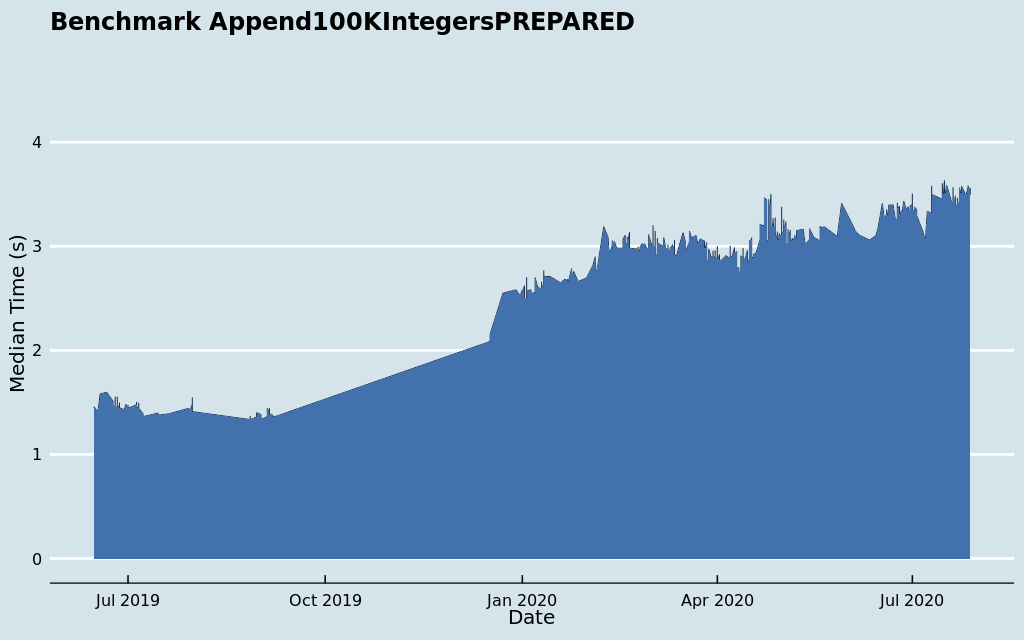 Benchmark Append100KIntegersPREPARED
Median Time (s)
4
3
2
1
0
Jul 2019
Oct 2019
Jan 2020
Apr 2020
Jul 2020
Date